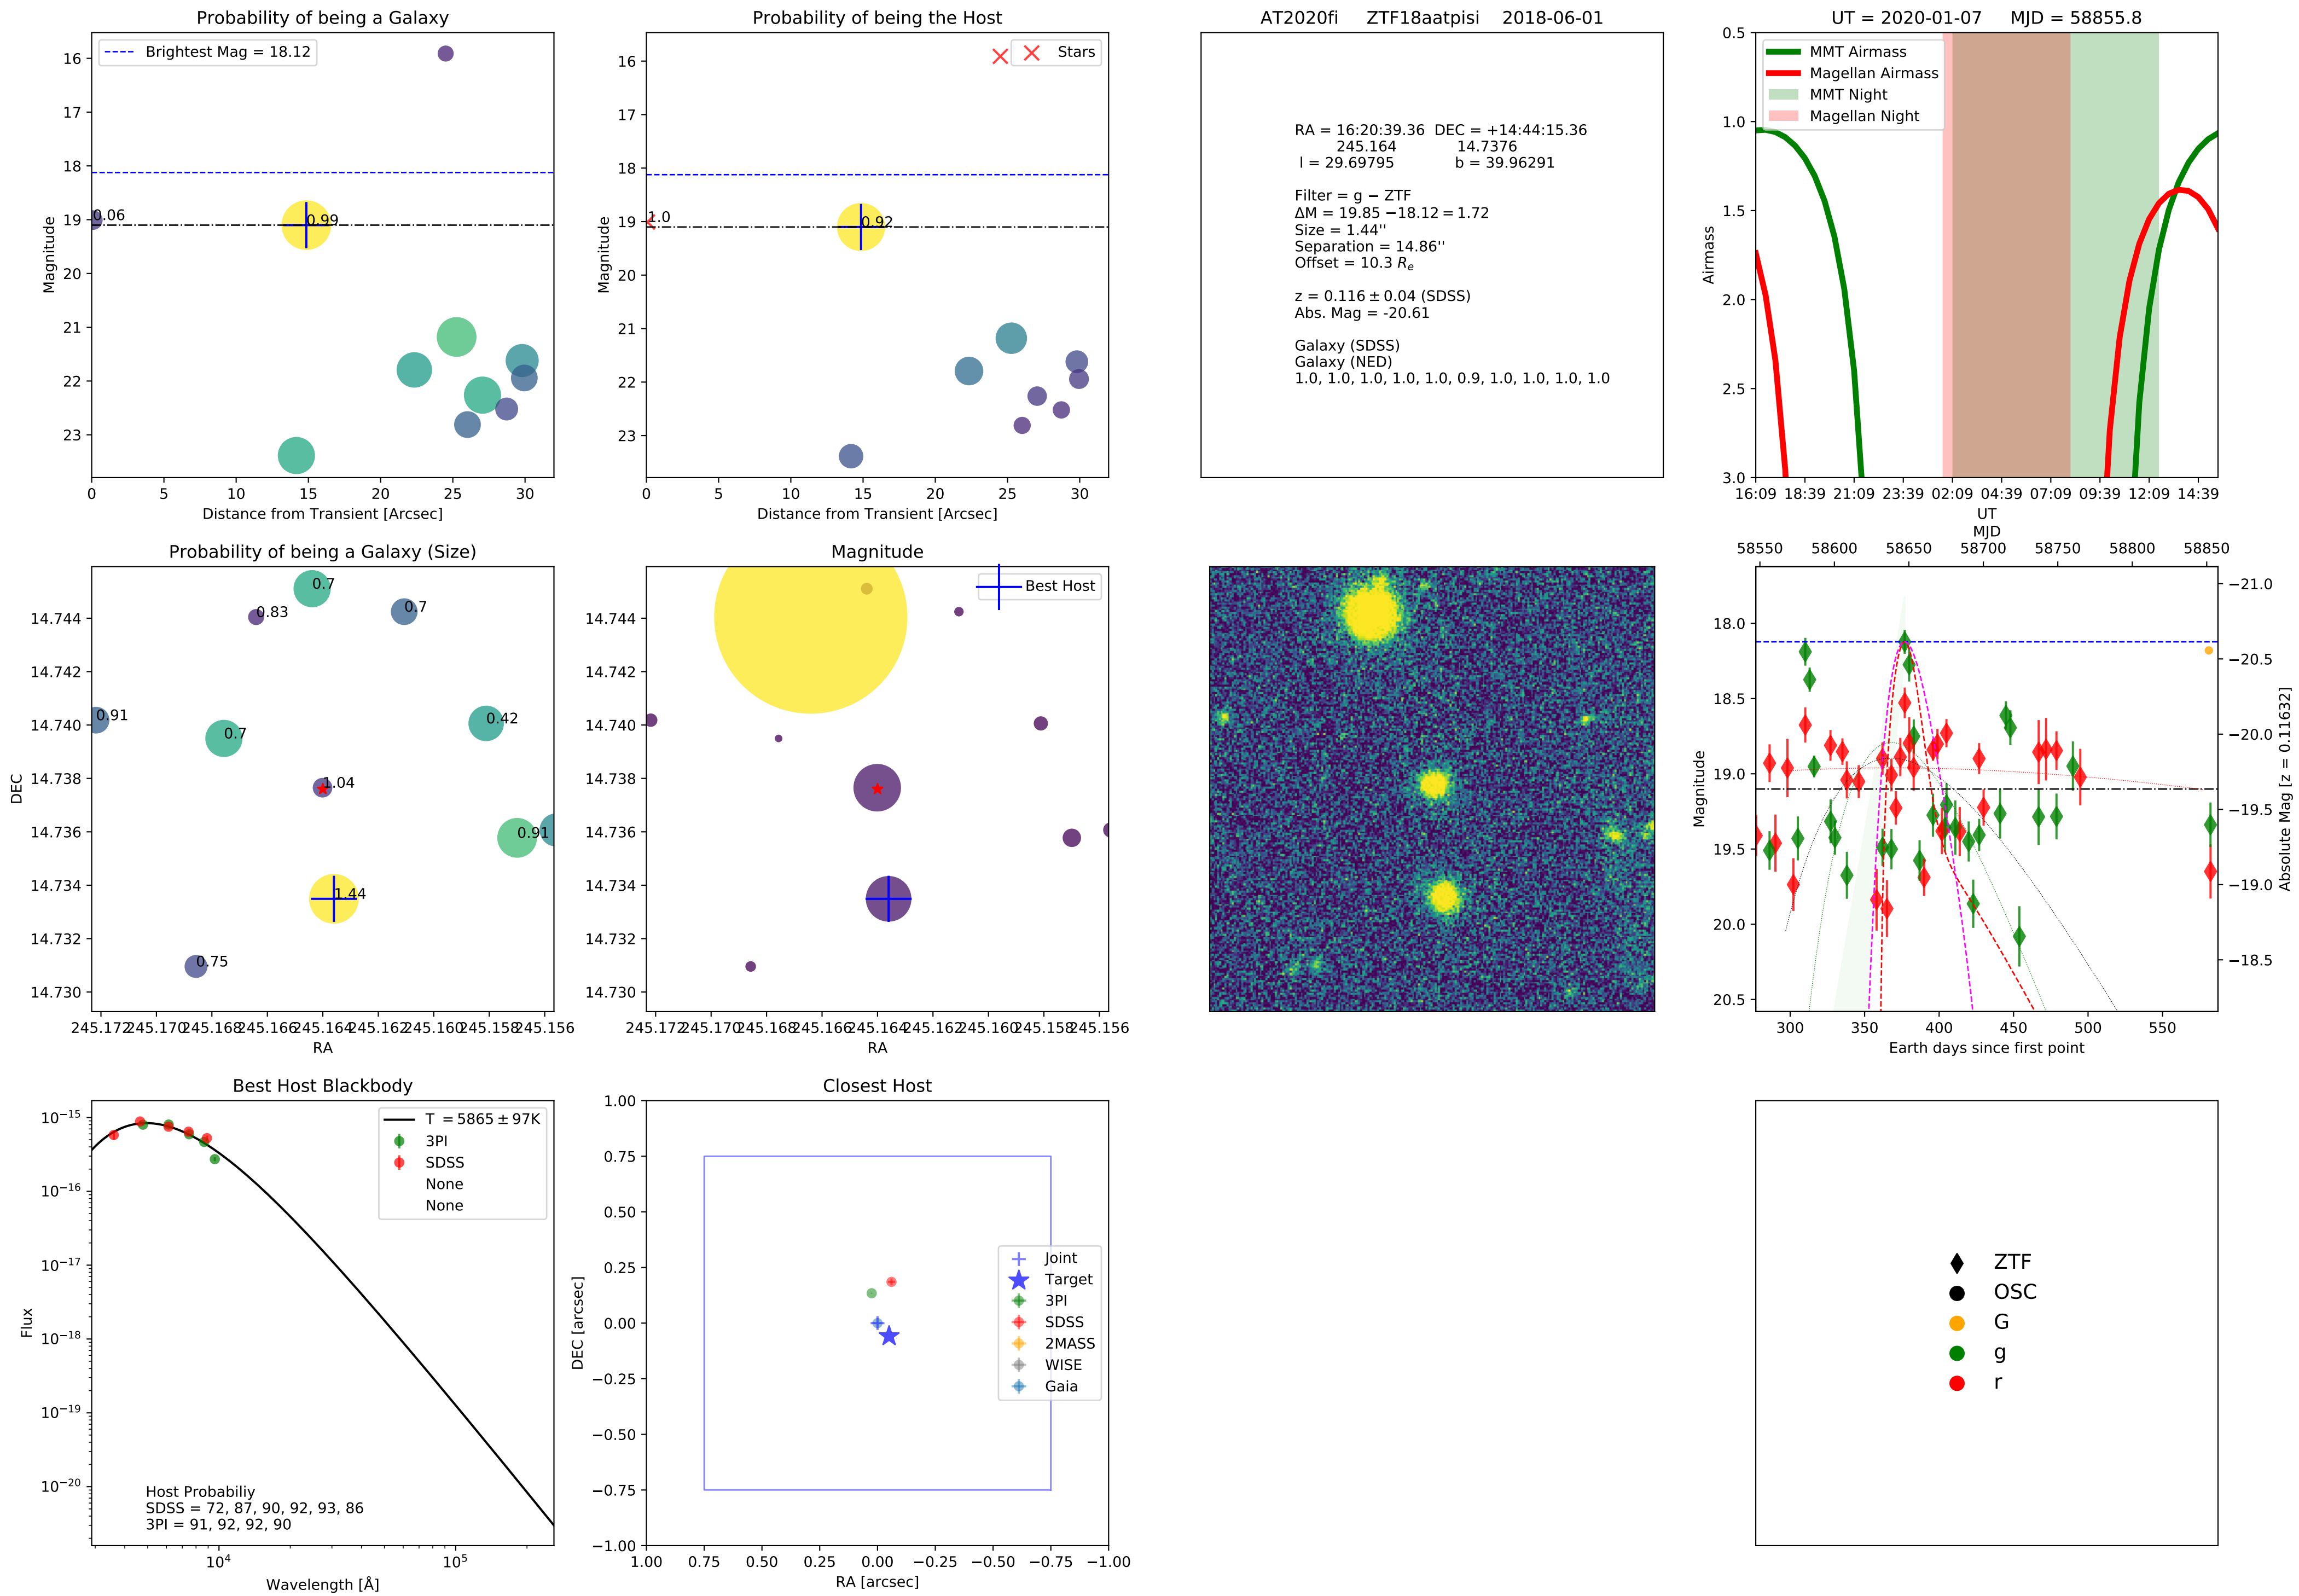 Probability of being a Galaxy
Brightest Mag = 18.12
0.06
0.99
16
17
18
19
20
21
22
23
Magnitude
0 5 10 15 20 25 30
Distance from Transient [Arcsec]
Probability of being the Host
Stars
1.0
0.92
16
17
18
19
20
21
22
23
Magnitude
0 5 10 15 20 25 30
Distance from Transient [Arcsec]
AT2020fi ZTF18aatpisi 2018-06-01
RA = 16:20:39.36 DEC = +14:44:15.36
245.164 14.7376
l = 29.69795 b = 39.96291
Filter = g − ZTF
ΔM = 19.85 −18.12 = 1.72
Size = 1.44''
Separation = 14.86''
Offset = 10.3 Re
z = 0.116 ± 0.04 (SDSS)
Abs. Mag = -20.61
Galaxy (SDSS)
Galaxy (NED)
1.0, 1.0, 1.0, 1.0, 1.0, 0.9, 1.0, 1.0, 1.0, 1.0
UT = 2020-01-07 MJD = 58855.8
MMT Airmass
Magellan Airmass
MMT Night
Magellan Night
0.5
1.0
1.5
2.0
2.5
3.0
Airmass
16:09 18:39 21:09 23:39 02:09 04:39 07:09 09:39 12:09 14:39
UT
Probability of being a Galaxy (Size)
0.7
0.83
0.7
0.91
0.7
0.42
1.04
0.91
1.44
0.75
14.744
14.742
14.740
14.738
14.736
14.734
14.732
14.730
DEC
245.172 245.170 245.168 245.166 245.164 245.162 245.160 245.158 245.156
RA
Magnitude
Best Host
14.744
14.742
14.740
14.738
14.736
14.734
14.732
14.730
245.172 245.170 245.168 245.166 245.164 245.162 245.160 245.158 245.156
RA
MJD
58550 58600 58650 58700 58750 58800 58850
18.0
18.5
19.0
19.5
20.0
20.5
Magnitude
−21.0
−20.5
−20.0
−19.5
−19.0
−18.5
Absolute Mag [z = 0.11632]
300 350 400 450 500 550
Earth days since first point
Best Host Blackbody
T = 5865 ± 97K
3PI
SDSS
None
None
Host Probabiliy
SDSS = 72, 87, 90, 92, 93, 86
3PI = 91, 92, 92, 90
10−15
10−16
10−17
10−18
10−19
10−20
Flux
104 105
Wavelength [Å]
Closest Host
Joint
Target
3PI
SDSS
2MASS
WISE
Gaia
1.00
0.75
0.50
0.25
0.00
−0.25
−0.50
−0.75
−1.00
DEC [arcsec]
1.00 0.75 0.50 0.25 0.00 −0.25 −0.50 −0.75 −1.00
RA [arcsec]
ZTF
OSC
G
g
r